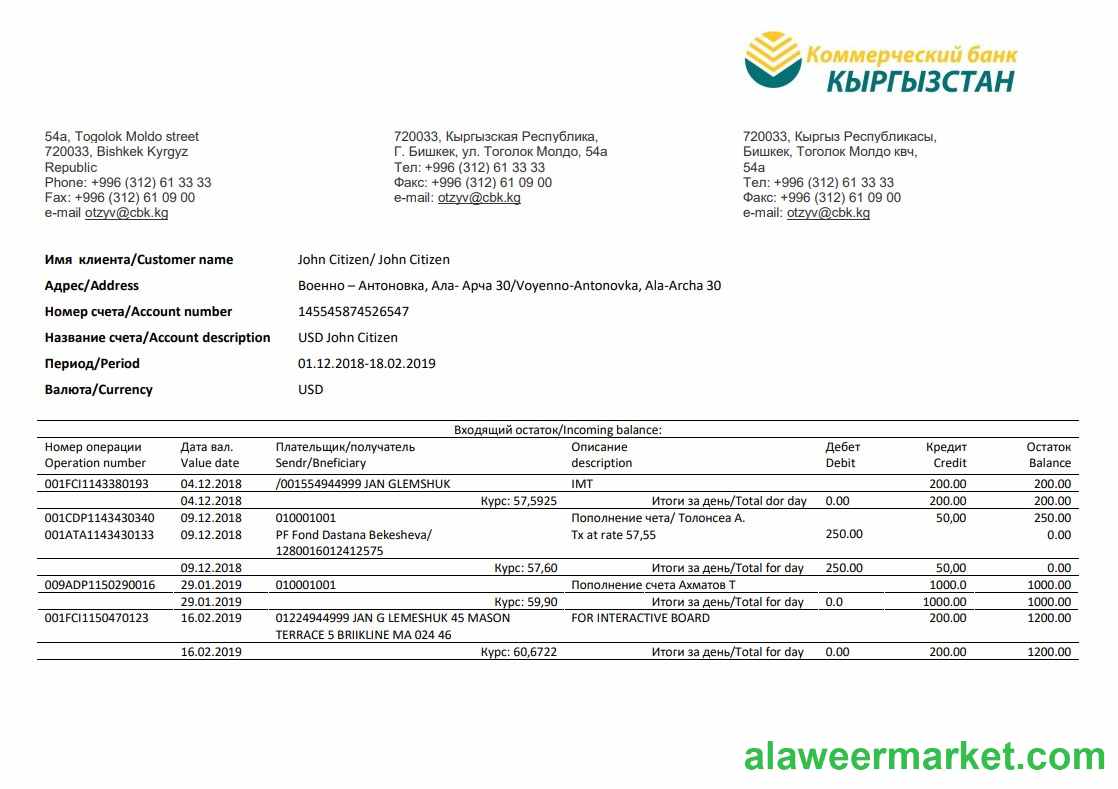 Коммерческий банк
КЫРГЫЗСТАН
54a, Togolok Moldo street
720033, Bishkek Kyrgyz
Republic
Phone: +996 (312) 61 33 33
Fax: +996 (312) 61 09 00
e-mail otzyv@cbk.kg
720033, Кыргызская Республика,
Г. Бишкек, ул. Тоголок Молдо, 54а
Тел: +996 (312) 61 33 33
Факс: +996 (312) 61 09 00
e-mail: otzyv@cbk.kg
720033, Кыргыз Республикасы,
Бишкек, Тоголок Молдо квч,
54а
Тел: +996 (312) 61 33 33
Факс: +996 (312) 61 09 00
e-mail: otzyv@cbk.kg
Имя клиента/Customer name John Citizen/ John Citizen
Адрес/Address Военно – Антоновка, Ала- Арча 30/Voyenno-Antonovka, Ala-Archa 30
Номер счета/Account number 145545874526547
Название счета/Account description USD John Citizen
Период/Period 01.12.2018-18.02.2019
Валюта/Currency USD
Входящий остаток/Incoming balance:
Номер операции Дата вал. Плательщик/получатель Описание Дебет Кредит Остаток
Operation number Value date Sendr/Bneficiary description Debit Credit Balance
001FCI1143380193 04.12.2018 /001554944999 JAN GLEMSHUK IMT 200.00 200.00
04.12.2018 Курс: 57,5925 Итоги за день/Total dor day 0.00 200.00 200.00
001CDP1143430340 09.12.2018 010001001 Пополнение чета/ Толонсеа А. 50,00 250.00
001ATA1143430133 09.12.2018 PF Fond Dastana Bekesheva/ Tx at rate 57,55 250.00 0.00
1280016012412575
09.12.2018 Курс: 57,60 Итоги за день/Total for day 250.00 50,00 0.00
009ADP1150290016 29.01.2019 010001001 Пополнение счета Ахматов Т 1000.0 1000.00
29.01.2019 Курс: 59,90 Итоги за день/Total for day 0.0 1000.00 1000.00
001FCI1150470123 16.02.2019 01224944999 JAN G LEMESHUK 45 MASON FOR INTERACTIVE BOARD 200.00 1200.00
TERRACE 5 BRIIKLINE MA 024 46
16.02.2019 Курс: 60,6722 Итоги за день/Total for day 0.00 200.00 1200.00
alaweermarket.com